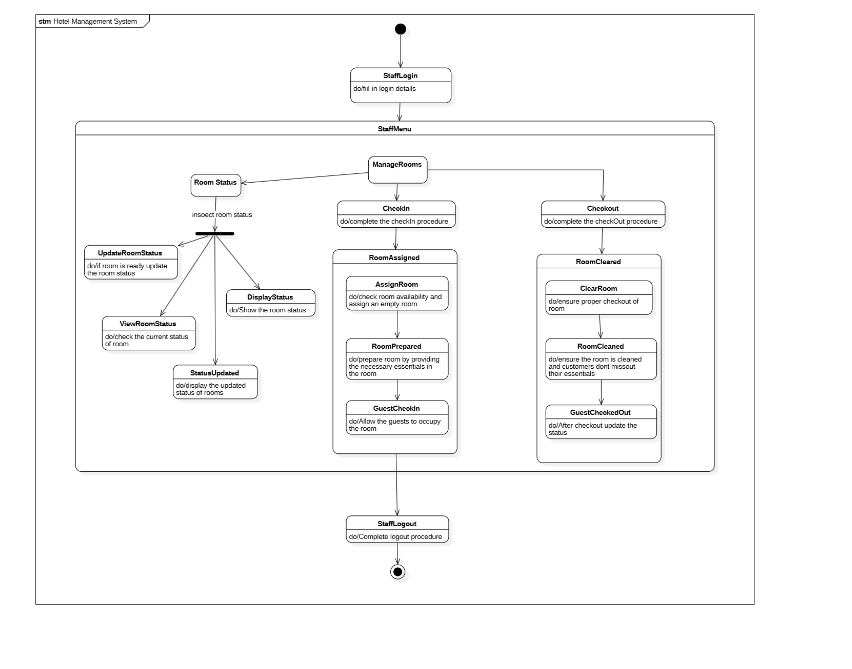 stm Hotel Management System
StaffLogin
do/fill in login details
StaffMenu
ManageRooms
Room Status
insoect room status
CheckIn
do/complete the checkIn procedure
Checkout
do/complete the checkOut procedure
UpdateRoomStatus
do/if room is ready update
the room status
RoomAssigned
RoomCleared
AssignRoom
do/check room availability and
assign an empty room
ClearRoom
do/ensure proper checkout of
room
DisplayStatus
do/Show the room status
ViewRoomStatus
do/check the current status
of room
RoomPrepared
do/prepare room by providing
the necessary essentials in
the room
RoomCleaned
do/ensure the room is cleaned
and customers dont missout
their essentials
StatusUpdated
do/display the updated
status of rooms
GuestCheckIn
do/Allow the guests to occupy
the room
GuestCheckedOut
do/After checkout update the
status
StaffLogout
do/Complete logout procedure